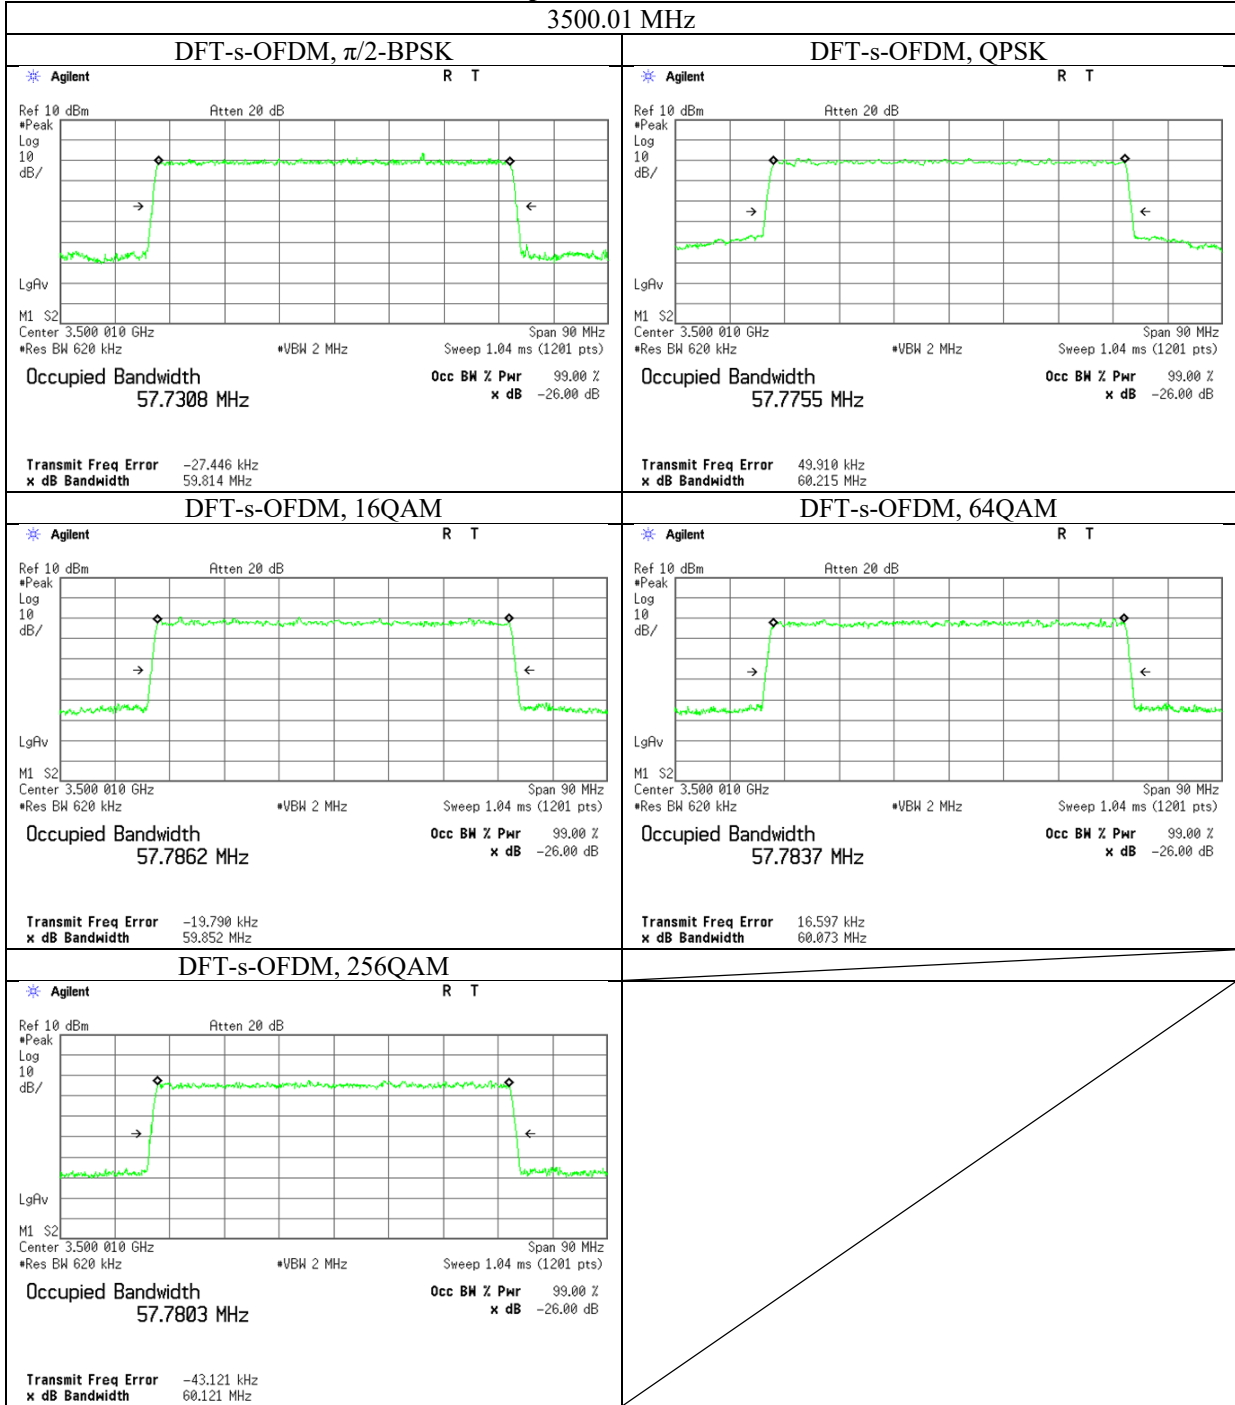 3500.01 MHz
DFT-s-OFDM, π/2-BPSK
Agilent R T
Ref 10 dBm Atten 20 dB
#Peak
Log
10
dB/
LgAv
M1 S2
Center 3.500 010 GHz Span 90 MHz
#Res BW 620 kHz #VBW 2 MHz Sweep 1.04 ms (1201 pts)
Occupied Bandwidth Occ BW % Pwr 99.00 %
57.7308 MHz x dB -26.00 dB
Transmit Freq Error -27.446 kHz
x dB Bandwidth 59.814 MHz
DFT-s-OFDM, QPSK
Agilent R T
Ref 10 dBm Atten 20 dB
#Peak
Log
10
dB/
LgAv
M1 S2
Center 3.500 010 GHz Span 90 MHz
#Res BW 620 kHz #VBW 2 MHz Sweep 1.04 ms (1201 pts)
Occupied Bandwidth Occ BW % Pwr 99.00 %
57.7755 MHz x dB -26.00 dB
Transmit Freq Error 49.910 kHz
x dB Bandwidth 60.215 MHz
DFT-s-OFDM, 16QAM
Agilent R T
Ref 10 dBm Atten 20 dB
#Peak
Log
10
dB/
LgAv
M1 S2
Center 3.500 010 GHz Span 90 MHz
#Res BW 620 kHz #VBW 2 MHz Sweep 1.04 ms (1201 pts)
Occupied Bandwidth Occ BW % Pwr 99.00 %
57.7862 MHz x dB -26.00 dB
Transmit Freq Error -19.790 kHz
x dB Bandwidth 59.852 MHz
DFT-s-OFDM, 64QAM
Agilent R T
Ref 10 dBm Atten 20 dB
#Peak
Log
10
dB/
LgAv
M1 S2
Center 3.500 010 GHz Span 90 MHz
#Res BW 620 kHz #VBW 2 MHz Sweep 1.04 ms (1201 pts)
Occupied Bandwidth Occ BW % Pwr 99.00 %
57.7837 MHz x dB -26.00 dB
Transmit Freq Error 16.597 kHz
x dB Bandwidth 60.073 MHz
DFT-s-OFDM, 256QAM
Agilent R T
Ref 10 dBm Atten 20 dB
#Peak
Log
10
dB/
LgAv
M1 S2
Center 3.500 010 GHz Span 90 MHz
#Res BW 620 kHz #VBW 2 MHz Sweep 1.04 ms (1201 pts)
Occupied Bandwidth Occ BW % Pwr 99.00 %
57.7803 MHz x dB -26.00 dB
Transmit Freq Error -43.121 kHz
x dB Bandwidth 60.121 MHz